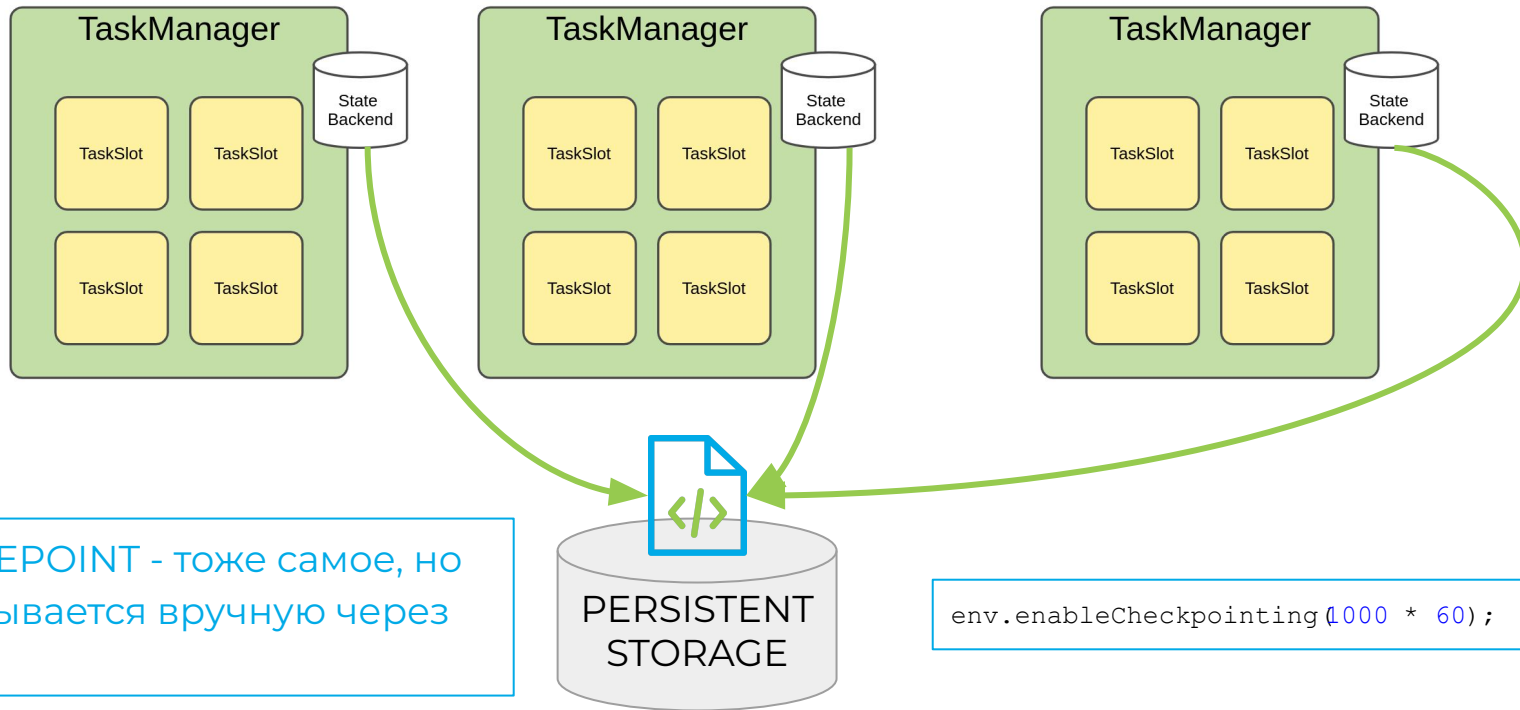 TaskManager
State
Backend
TaskSlot
TaskSlot
TaskSlot
TaskSlot
TaskManager
State
Backend
TaskSlot
TaskSlot
TaskSlot
TaskSlot
TaskManager
State
Backend
TaskSlot
TaskSlot
TaskSlot
TaskSlot
</>
EPOINT - тоже самое, но
ывается вручную через
PERSISTENT
STORAGE
env.enableCheckpointing(1000 * 60);